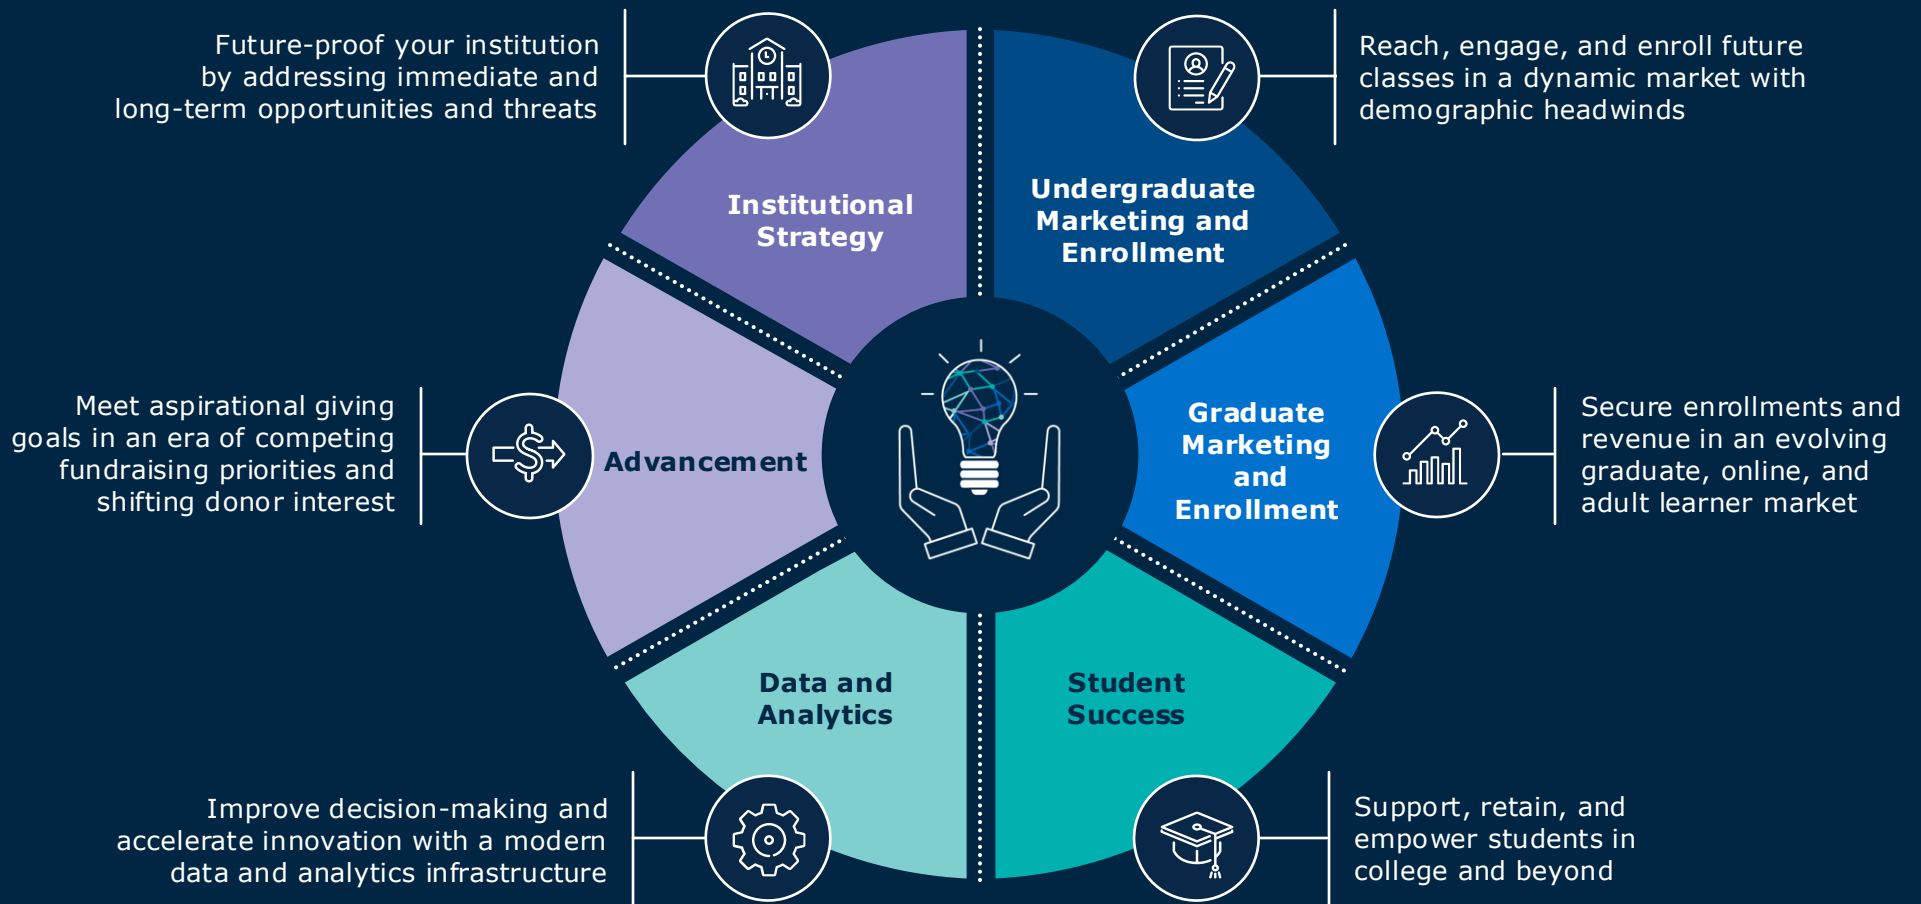 Future-proof your institution
by addressing immediate and
long-term opportunities and threats
Institutional
Strategy
Undergraduate
Marketing and
Enrollment
Reach, engage, and enroll future
classes in a dynamic market with
demographic headwinds
Meet aspirational giving
goals in an era of competing
fundraising priorities and
shifting donor interest
Advancement
Graduate
Marketing
and
Enrollment
Secure enrollments and
revenue in an evolving
graduate, online, and
adult learner market
Improve decision-making and
accelerate innovation with a modern
data and analytics infrastructure
Data and
Analytics
Student
Success
Support, retain, and
empower students in
college and beyond